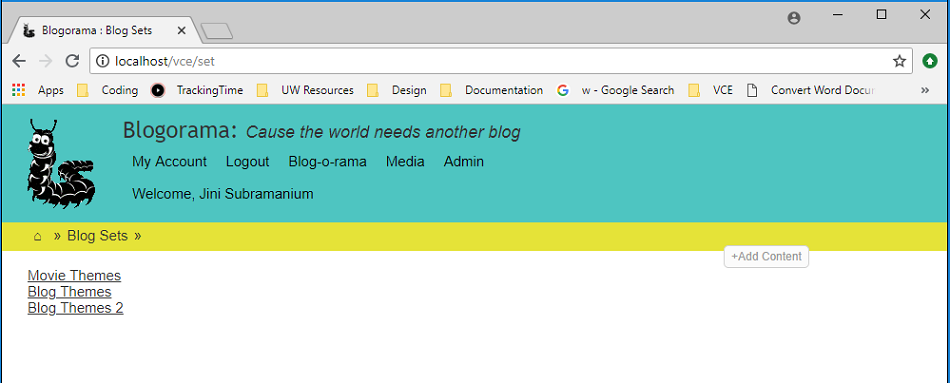 Blogorama : Blog Sets
localhost/vce/set
Apps Coding TrackingTime UW Resources Design Documentation w - Google Search VCE Convert Word Docur »
Blogorama: Cause the world needs another blog
My Account Logout Blog-o-rama Media Admin
Welcome, Jini Subramanium
» Blog Sets »
+Add Content
Movie Themes
Blog Themes
Blog Themes 2